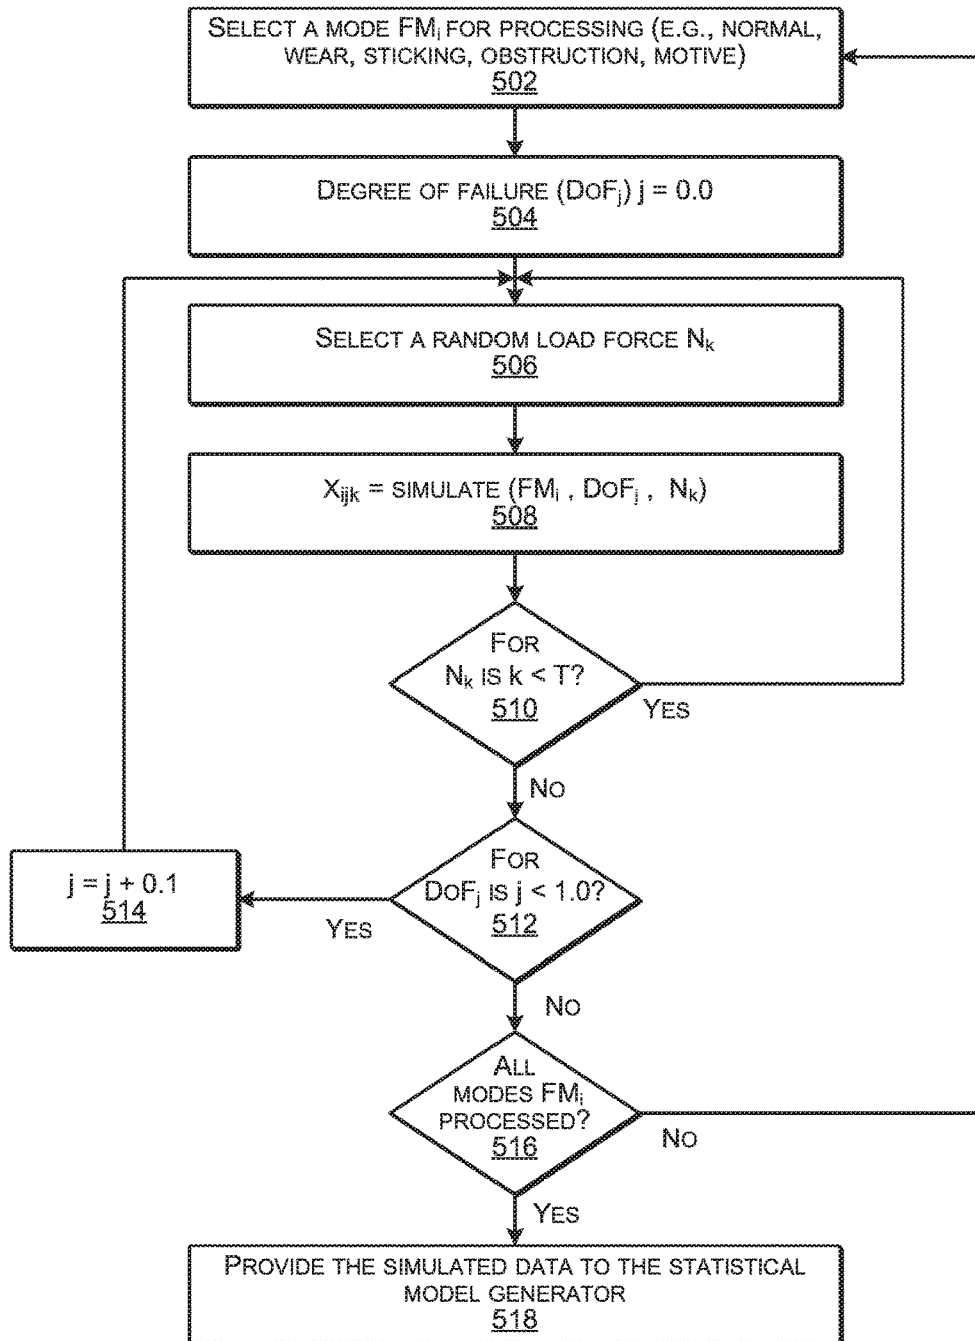 SELECT A MODE FMi FOR PROCESSING (E.G., NORMAL,
WEAR, STICKING, OBSTRUCTION, MOTIVE)
502
DEGREE OF FAILURE (DOFj) j = 0.0
504
SELECT A RANDOM LOAD FORCE Nk
506
Xijk = SIMULATE (FMi , DOFj , Nk)
508
FOR
Nk IS k < T?
510
YES
NO
FOR
DOFj IS j < 1.0?
512
YES
j = j + 0.1
514
NO
ALL
MODES FMi
PROCESSED?
516
NO
YES
PROVIDE THE SIMULATED DATA TO THE STATISTICAL
MODEL GENERATOR
518